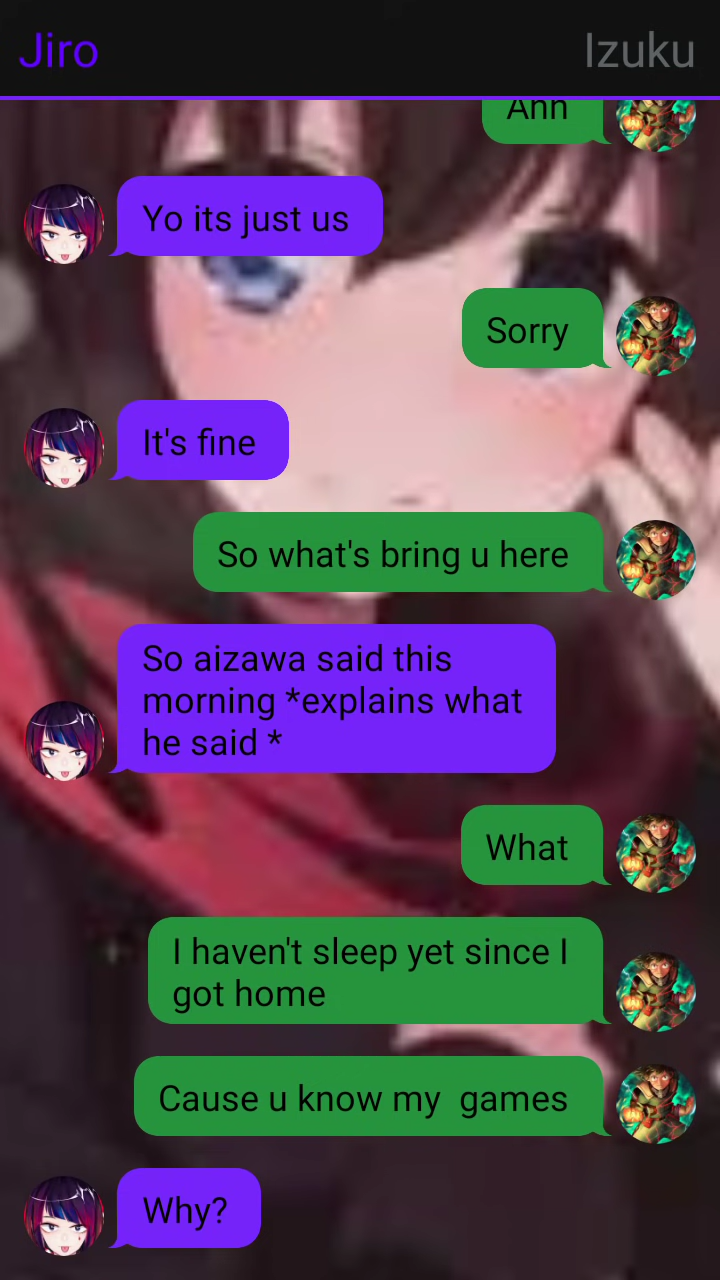 Jiro
Izuku
Ahh
Yo its just us
Sorry
It's fine
So what's bring u here
So aizawa said this
morning *explains what
he said *
What
I haven't sleep yet since I
got home
Cause u know my  games
Why?